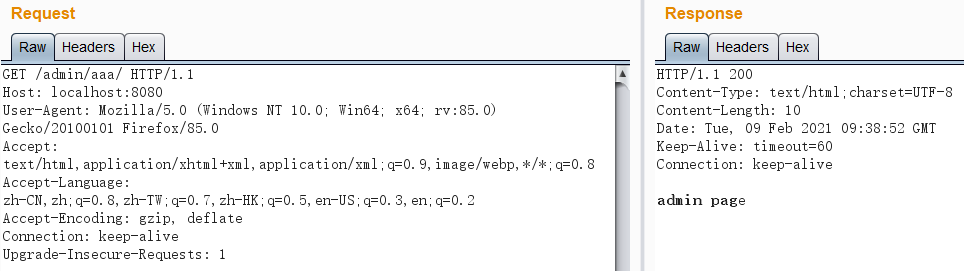 Request
Raw Headers Hex
GET /admin/aaa/ HTTP/1.1
Host: localhost:8080
User-Agent: Mozilla/5.0 (Windows NT 10.0; Win64; x64; rv:85.0)
Gecko/20100101 Firefox/85.0
Accept:
text/html,application/xhtml+xml,application/xml;q=0.9,image/webp,*/*;q=0.8
Accept-Language:
zh-CN,zh;q=0.8,zh-TW;q=0.7,zh-HK;q=0.5,en-US;q=0.3,en;q=0.2
Accept-Encoding: gzip, deflate
Connection: keep-alive
Upgrade-Insecure-Requests: 1
Response
Raw Headers Hex
HTTP/1.1 200
Content-Type: text/html;charset=UTF-8
Content-Length: 10
Date: Tue, 09 Feb 2021 09:38:52 GMT
Keep-Alive: timeout=60
Connection: keep-alive
admin page